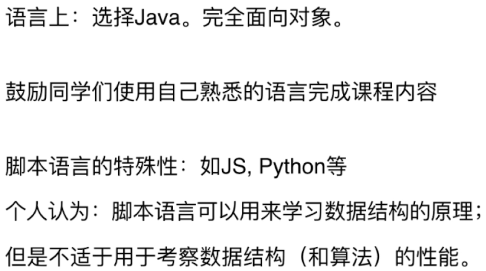 语言上：选择Java。完全面向对象。
鼓励同学们使用自己熟悉的语言完成课程内容
脚本语言的特殊性：如JS, Python等
个人认为：脚本语言可以用来学习数据结构的原理；
但是不适于用于考察数据结构（和算法）的性能。